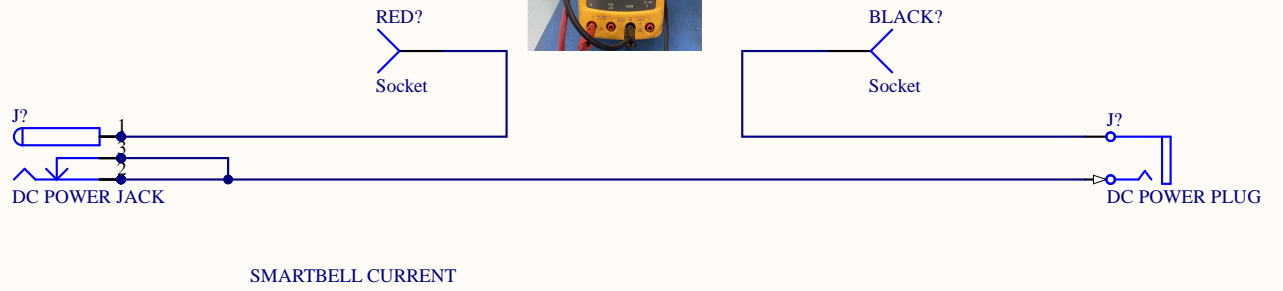 RED?
BLACK?
Socket
Socket
J?
1
3
2
DC POWER JACK
J?
DC POWER PLUG
SMARTBELL CURRENT